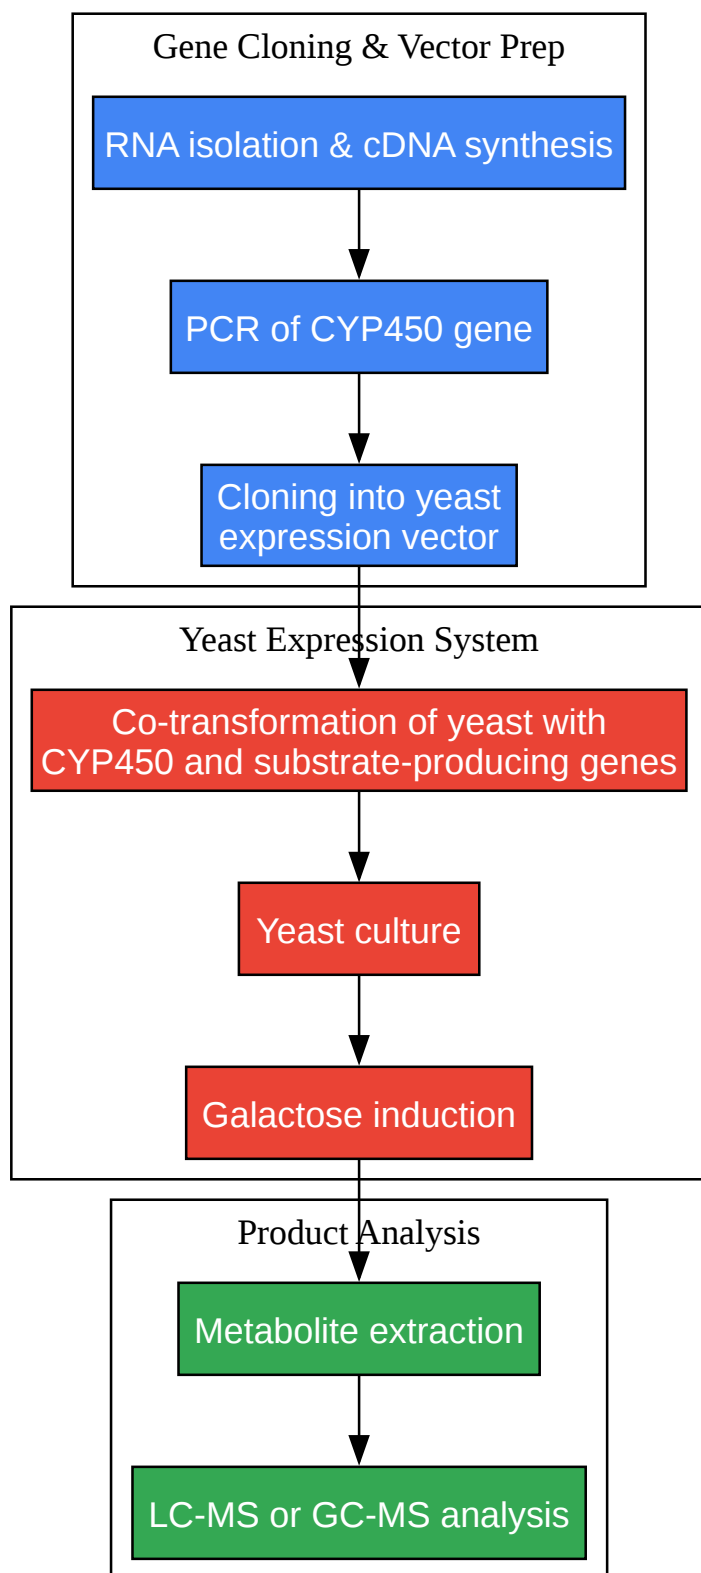 Gene Cloning & Vector Prep
RNA isolation & cDNA synthesis
PCR of CYP450 gene
Cloning into yeast
expression vector
Yeast Expression System
Co-transformation of yeast with
CYP450 and substrate-producing genes
Yeast culture
Galactose induction
Product Analysis
Metabolite extraction
LC-MS or GC-MS analysis